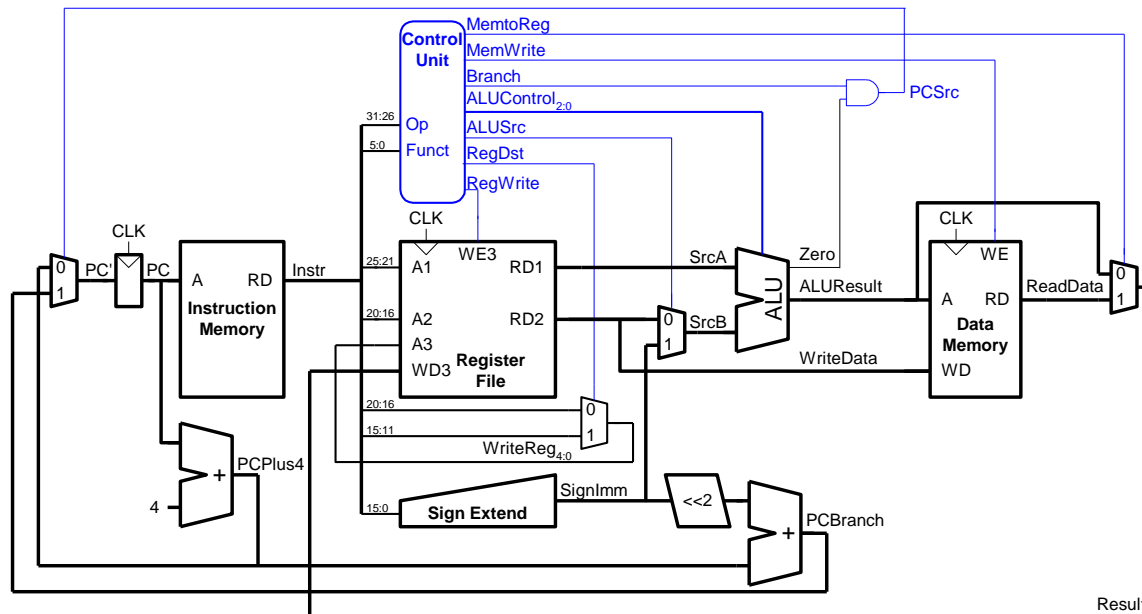 MemtoReg
Control
Unit
MemWrite
Branch
PCSrc
ALUControl2:0
31:26
Op
ALUSrc
5:0
Funct
RegDst
RegWrite
CLK
CLK
CLK
WE3
WE
0
1
PC'
PC
A
RD
Instr
Instruction
Memory
25:21
A1
RD1
SrcA
Zero
ALU
ALUResult
20:16
A2
RD2
0
1
SrcB
A3
WD3
Register
File
A
RD
ReadData
0
1
Data
Memory
WriteData
WD
20:16
0
15:11
1
WriteReg4:0
PCPlus4
+
4
15:0
Sign Extend
SignImm
<<2
+
PCBranch
Resul